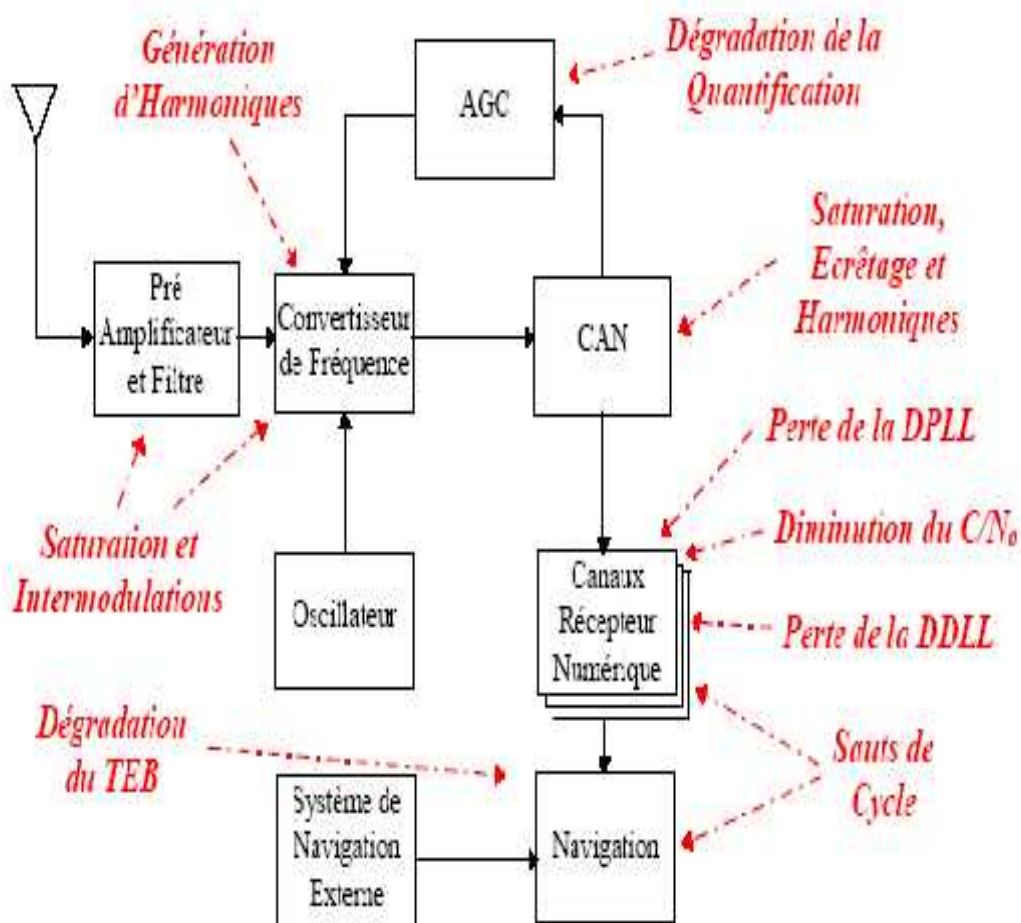 Génération
d'Harmoniques
AGC
Dégradation de la
Quantification
Pré
Amplificateur
et Filtre
Convertisseur
de Fréquence
CAN
Saturation,
Ecrêtage et
Harmoniques
Saturation et
Intermodulations
Oscillateur
Canaux
Récepteur
Numérique
Perte de la DPLL
Diminution du C/N₀
Perte de la DDLL
Dégradation
du TEB
Système de
Navigation
Externe
Navigation
Sauts de
Cycle